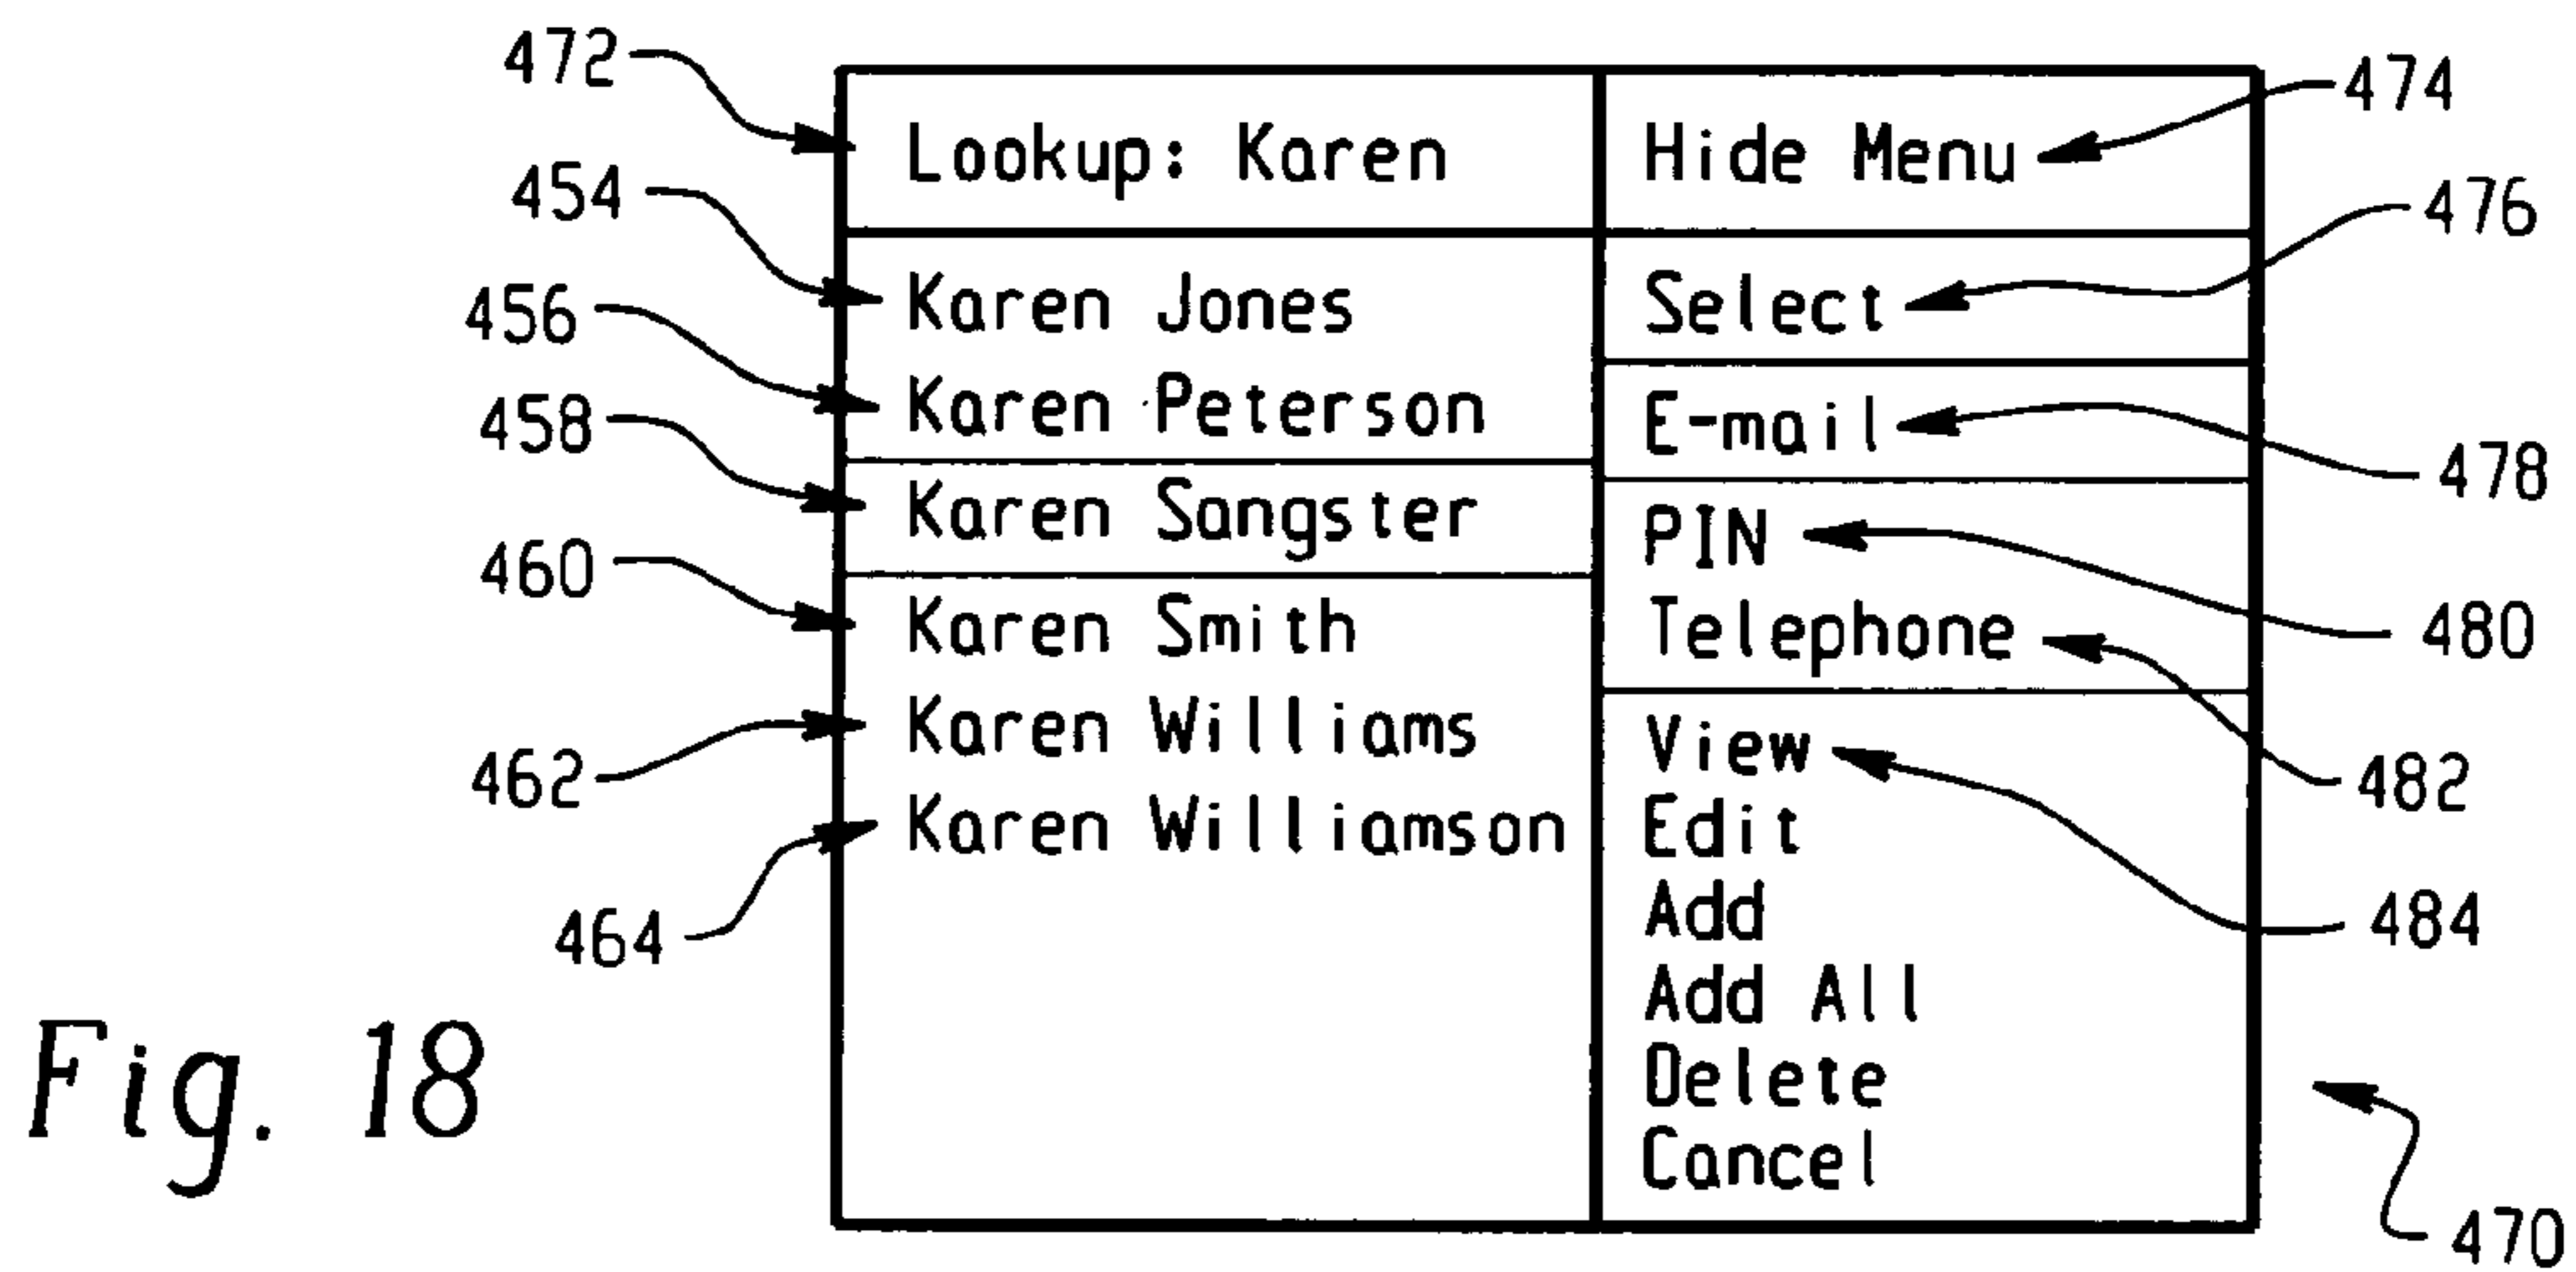 472
454
456
458
460
462
464
Lookup: Karen
Karen Jones
Karen Peterson
Karen Sangster
Karen Smith
Karen Williams
Karen Williamson
Hide Menu
Select
E-mail
PIN
Telephone
View
Edit
Add
Add All
Delete
Cancel
474
476
478
480
482
484
470
Fig. 18